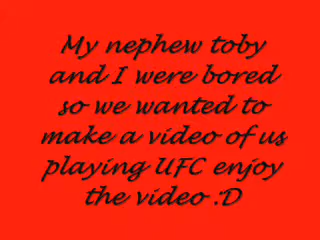 My nephew toby
and I were bored
so we wanted to
make a video of us
playing UFC enjoy
the video :D